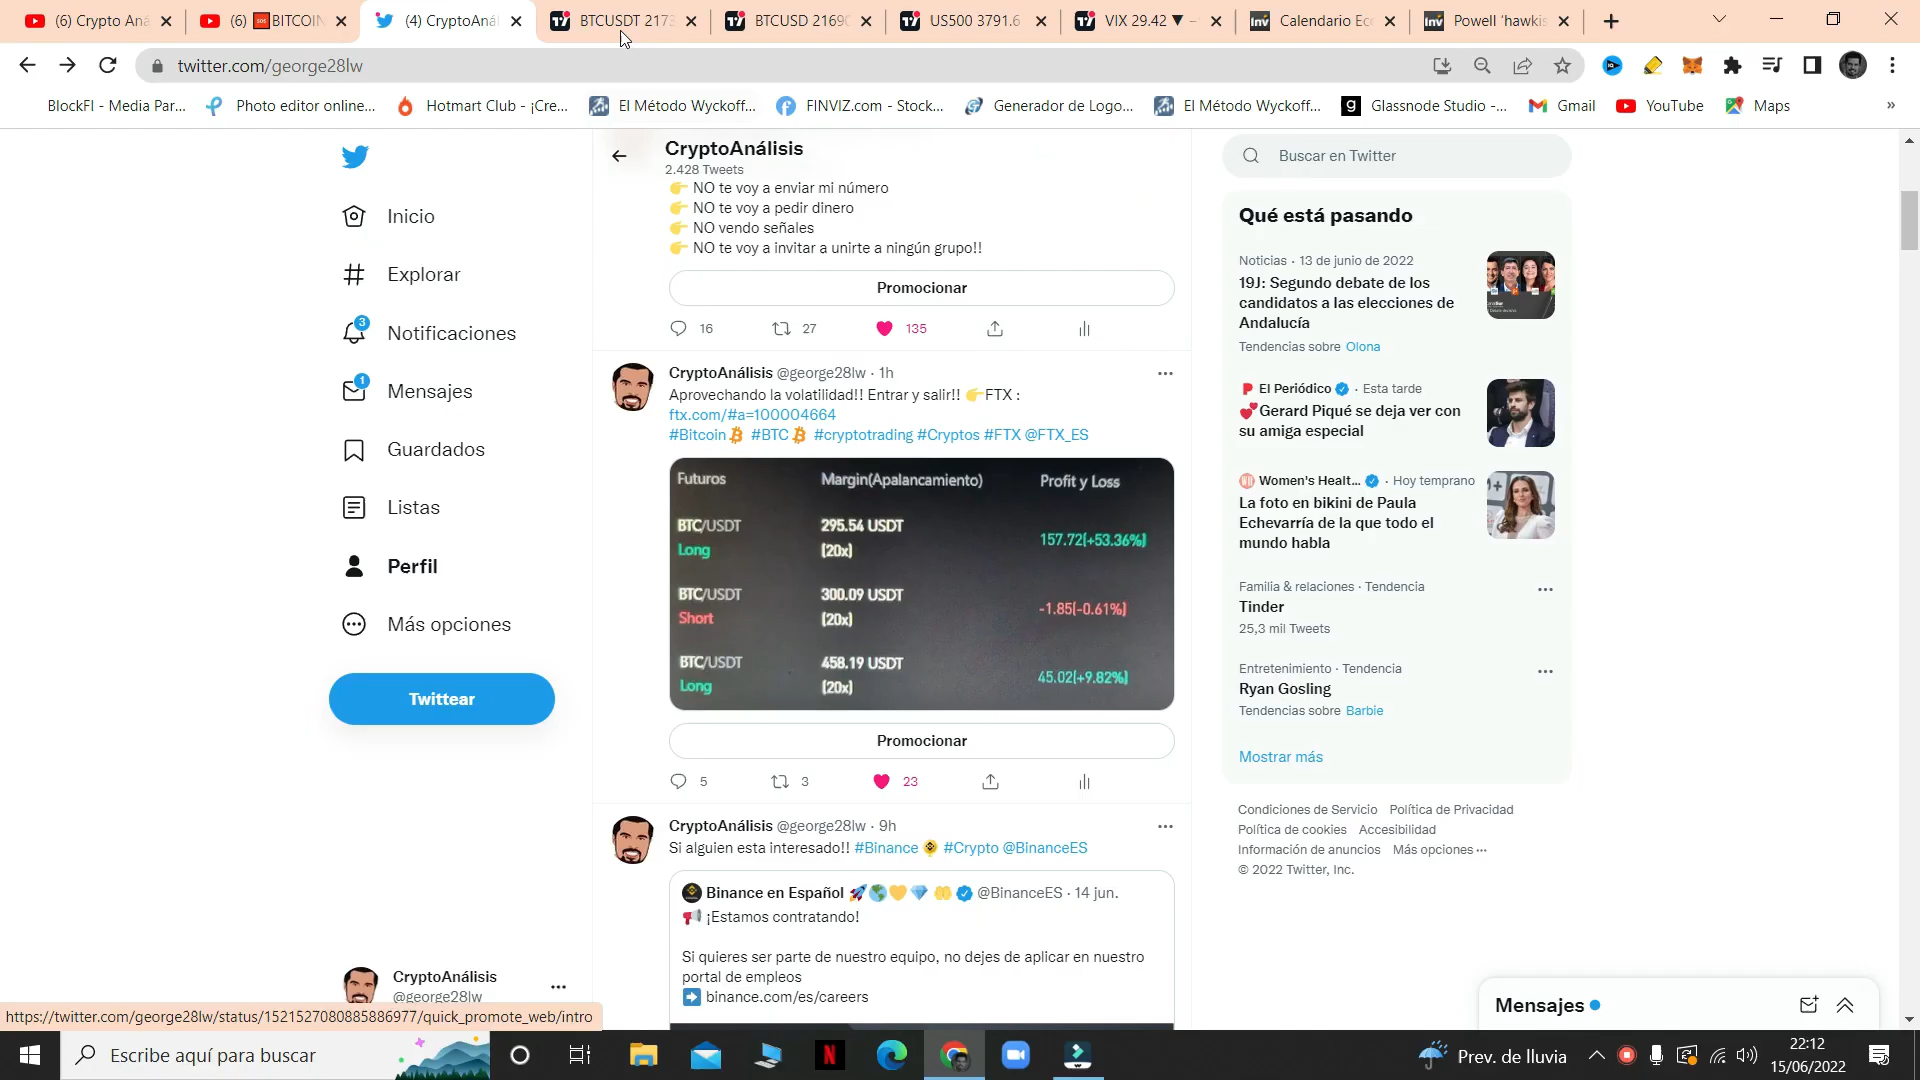 (6) Crypto Aná
(6) SOS BITCOIN
(4) CryptoAnál
BTCUSDT 2173
BTCUSD 2169
US500 3791.6
VIX 29.42 ▼ –
Inv Calendario Ec
Inv Powell 'hawkis
twitter.com/george28lw
BlockFI - Media Par...
Photo editor online...
Hotmart Club - ¡Cre...
El Método Wyckoff...
FINVIZ.com - Stock...
Generador de Logo...
El Método Wyckoff...
Glassnode Studio -...
Gmail
YouTube
Maps
»
Inicio
Explorar
3
Notificaciones
1
Mensajes
Guardados
Listas
Perfil
Más opciones
Twittear
CryptoAnálisis
@george28lw
CryptoAnálisis
2.428 Tweets
👉 NO te voy a enviar mi número
👉 NO te voy a pedir dinero
👉 NO vendo señales
👉 NO te voy a invitar a unirte a ningún grupo!!
Promocionar
16 27 135
CryptoAnálisis @george28lw · 1h
Aprovechando la volatilidad!! Entrar y salir!! 👉FTX :
ftx.com/#a=100004664
#Bitcoin #BTC #cryptotrading #Cryptos #FTX @FTX_ES
Futuros Margin(Apalancamiento) Profit y Loss
BTC/USDT 295.54 USDT
Long (20x) 157.72(+53.36%)
BTC/USDT 300.09 USDT
Short (20x) -1.85(-0.61%)
BTC/USDT 458.19 USDT
Long (20x) 45.02(+9.82%)
Promocionar
5 3 23
CryptoAnálisis @george28lw · 9h
Si alguien esta interesado!! #Binance #Crypto @BinanceES
Binance en Español 🚀🌎💛💎 👐 @BinanceES · 14 jun.
📢 ¡Estamos contratando!
Si quieres ser parte de nuestro equipo, no dejes de aplicar en nuestro
portal de empleos
➡️ binance.com/es/careers
Buscar en Twitter
Qué está pasando
Noticias · 13 de junio de 2022
19J: Segundo debate de los
candidatos a las elecciones de
Andalucía
Tendencias sobre Olona
El Periódico · Esta tarde
💕Gerard Piqué se deja ver con
su amiga especial
Women's Healt... · Hoy temprano
La foto en bikini de Paula
Echevarría de la que todo el
mundo habla
Familia & relaciones · Tendencia
Tinder
25,3 mil Tweets
Entretenimiento · Tendencia
Ryan Gosling
Tendencias sobre Barbie
Mostrar más
Condiciones de Servicio Política de Privacidad
Política de cookies Accesibilidad
Información de anuncios Más opciones ···
© 2022 Twitter, Inc.
Mensajes
https://twitter.com/george28lw/status/1521527080885886977/quick_promote_web/intro
Escribe aquí para buscar
Prev. de lluvia
22:12
15/06/2022